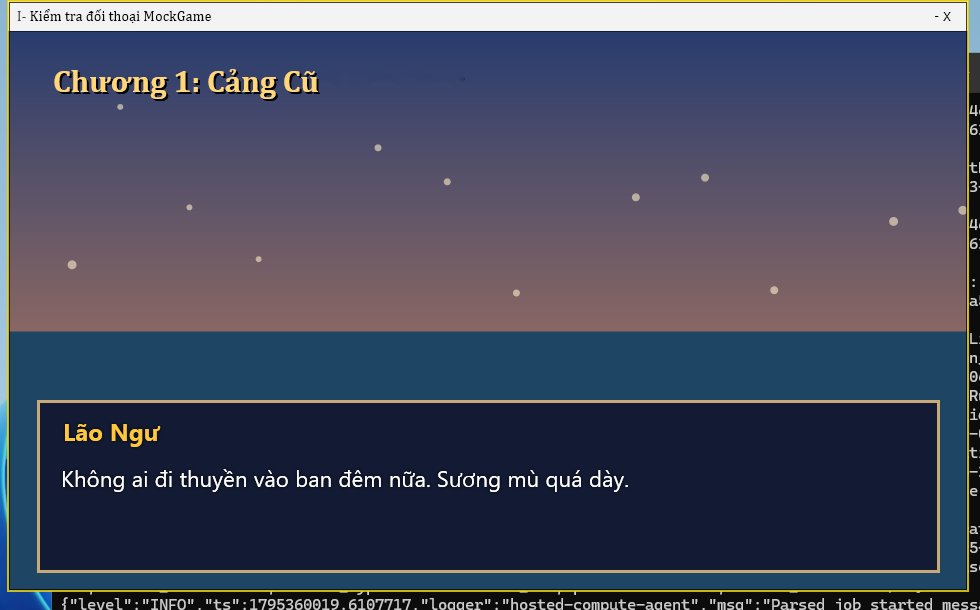 I- Kiểm tra đối thoại MockGame
- X
Chương 1: Cảng Cũ
Lão Ngư
Không ai đi thuyền vào ban đêm nữa. Sương mù quá dày.
{"level":"INFO","ts":1795360019.6107717,"logger":"hosted-compute-agent","msg":"Parsed job started me